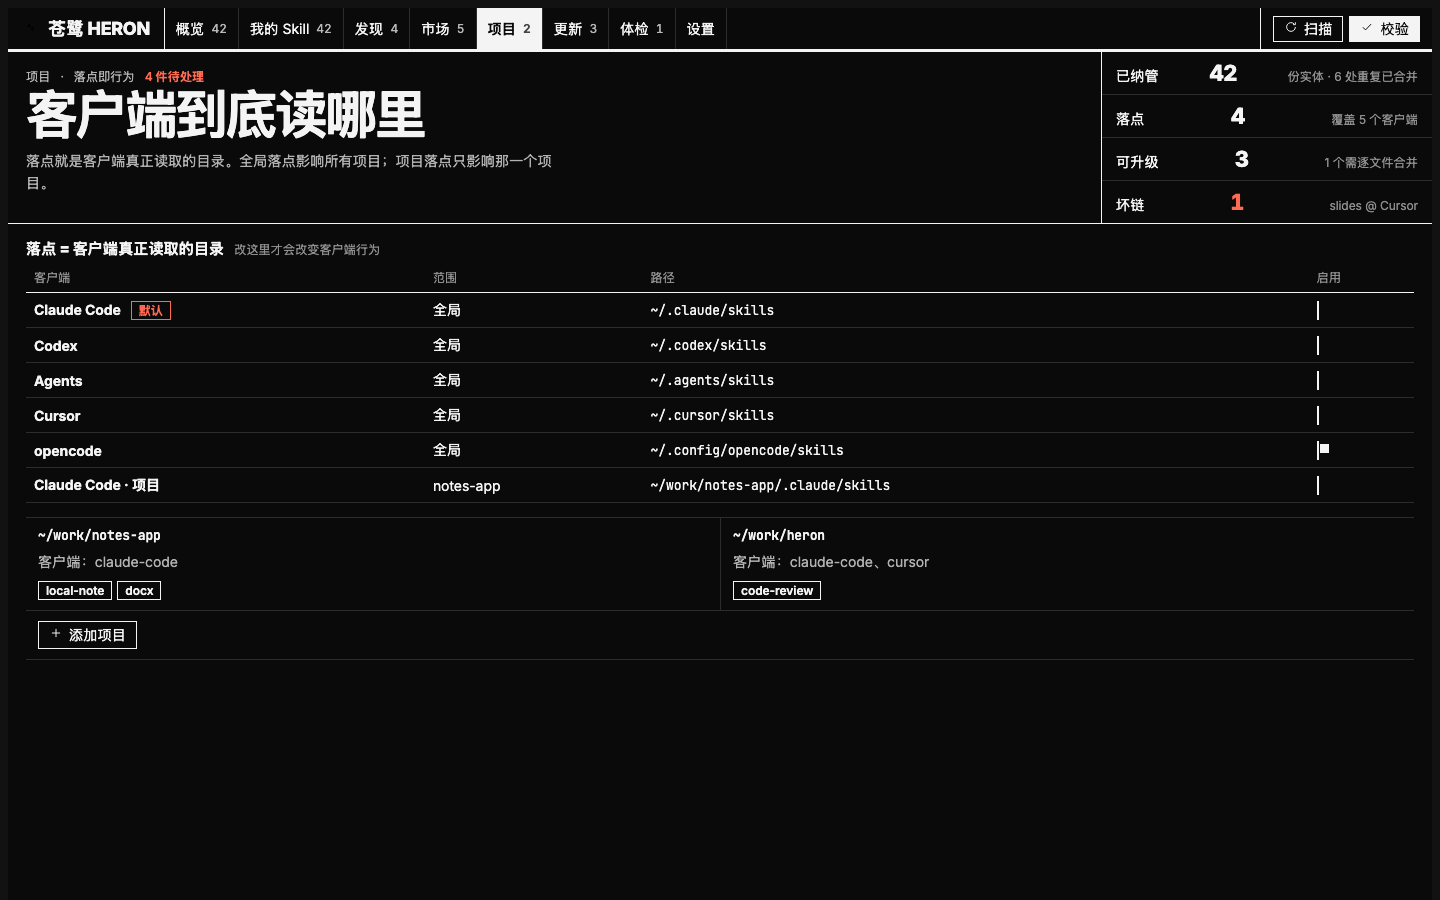 苍鹭 HERON 概览 42 我的 Skill 42 发现 4 市场 5 项目 2 更新 3 体检 1 设置 扫描 校验
项目 · 落点即行为 4 件待处理
客户端到底读哪里
落点就是客户端真正读取的目录。全局落点影响所有项目；项目落点只影响那一个项
目。
已纳管 42 份实体 · 6 处重复已合并
落点 4 覆盖 5 个客户端
可升级 3 1 个需逐文件合并
坏链 1 slides @ Cursor
落点 = 客户端真正读取的目录 改这里才会改变客户端行为
客户端 范围 路径 启用
Claude Code 默认 全局 ~/.claude/skills
Codex 全局 ~/.codex/skills
Agents 全局 ~/.agents/skills
Cursor 全局 ~/.cursor/skills
opencode 全局 ~/.config/opencode/skills
Claude Code · 项目 notes-app ~/work/notes-app/.claude/skills
~/work/notes-app
客户端：claude-code
local-note docx
~/work/heron
客户端：claude-code、cursor
code-review
+ 添加项目